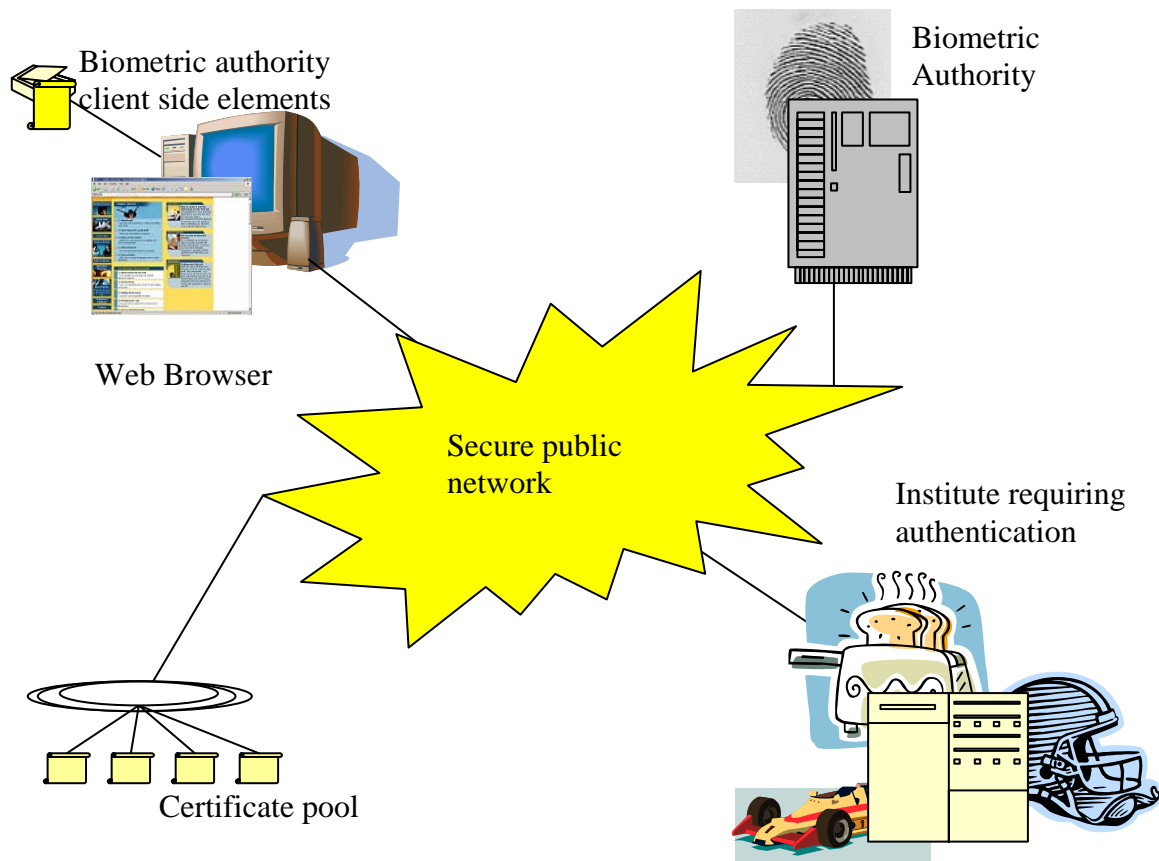 Biometric authority
client side elements
Biometric
Authority
Web Browser
Secure public
network
Institute requiring
authentication
Certificate pool